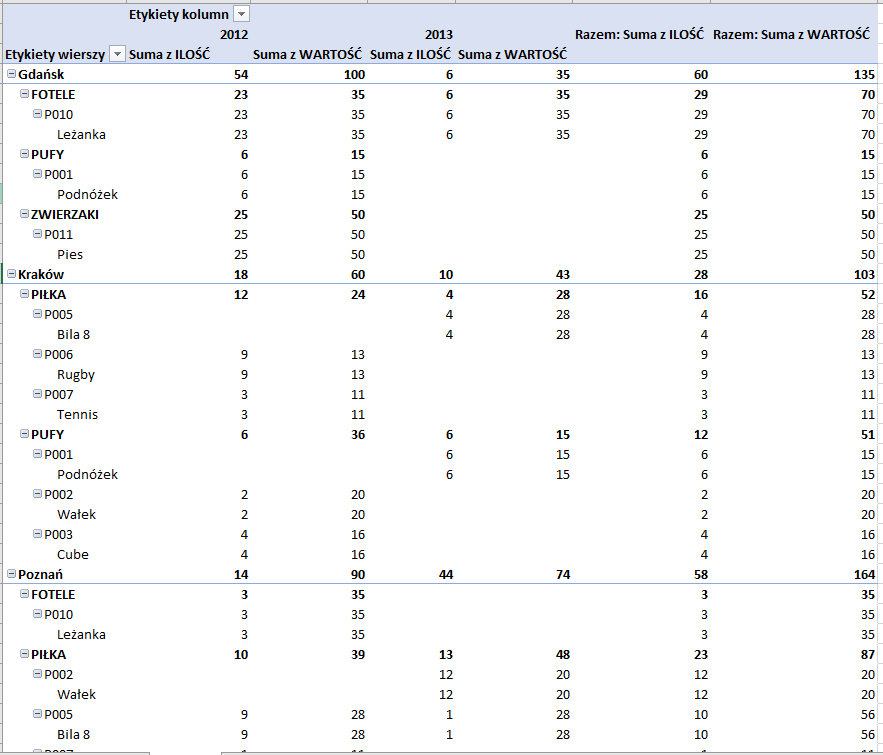 Etykiety kolumn
2012 2013 Razem: Suma z ILOŚĆ Razem: Suma z WARTOŚĆ
Etykiety wierszy Suma z ILOŚĆ Suma z WARTOŚĆ Suma z ILOŚĆ Suma z WARTOŚĆ
Gdańsk 54 100 6 35 60 135
FOTELE 23 35 6 35 29 70
P010 23 35 6 35 29 70
Leżanka 23 35 6 35 29 70
PUFY 6 15 6 15
P001 6 15 6 15
Podnóżek 6 15 6 15
ZWIERZAKI 25 50 25 50
P011 25 50 25 50
Pies 25 50 25 50
Kraków 18 60 10 43 28 103
PIŁKA 12 24 4 28 16 52
P005 4 28 4 28
Bila 8 4 28 4 28
P006 9 13 9 13
Rugby 9 13 9 13
P007 3 11 3 11
Tennis 3 11 3 11
PUFY 6 36 6 15 12 51
P001 6 15 6 15
Podnóżek 6 15 6 15
P002 2 20 2 20
Wałek 2 20 2 20
P003 4 16 4 16
Cube 4 16 4 16
Poznań 14 90 44 74 58 164
FOTELE 3 35 3 35
P010 3 35 3 35
Leżanka 3 35 3 35
PIŁKA 10 39 13 48 23 87
P002 12 20 12 20
Wałek 12 20 12 20
P005 9 28 1 28 10 56
Bila 8 9 28 1 28 10 56